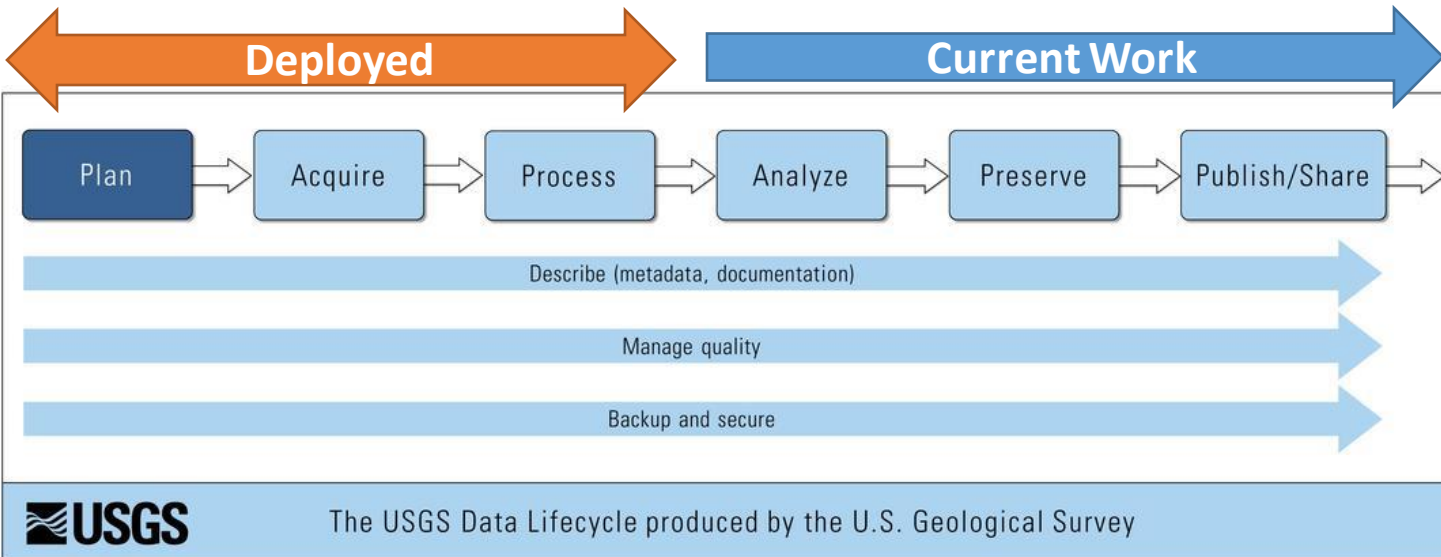 Deployed
Current Work
Plan
Acquire
Process
Analyze
Preserve
Publish/Share
Describe (metadata, documentation)
Manage quality
Backup and secure
USGS
The USGS Data Lifecycle produced by the U.S. Geological Survey